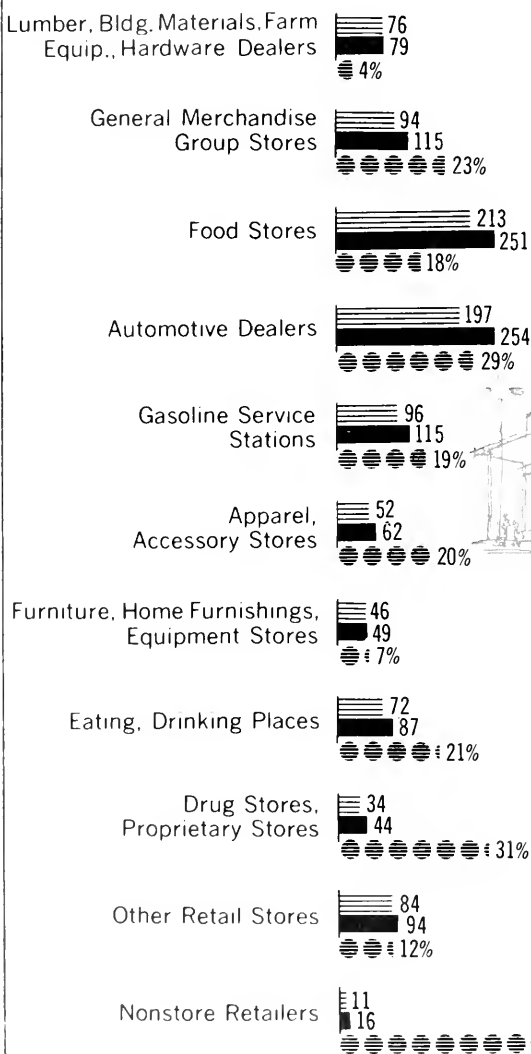 Lumber, Bldg. Materials, Farm
Equip., Hardware Dealers
76
79
4%
General Merchandise
Group Stores
94
115
23%
Food Stores
213
251
18%
Automotive Dealers
197
254
29%
Gasoline Service
Stations
96
115
19%
Apparel,
Accessory Stores
52
62
20%
Furniture, Home Furnishings,
Equipment Stores
46
49
7%
Eating, Drinking Places
72
87
21%
Drug Stores,
Proprietary Stores
34
44
31%
Other Retail Stores
84
94
12%
Nonstore Retailers
11
16